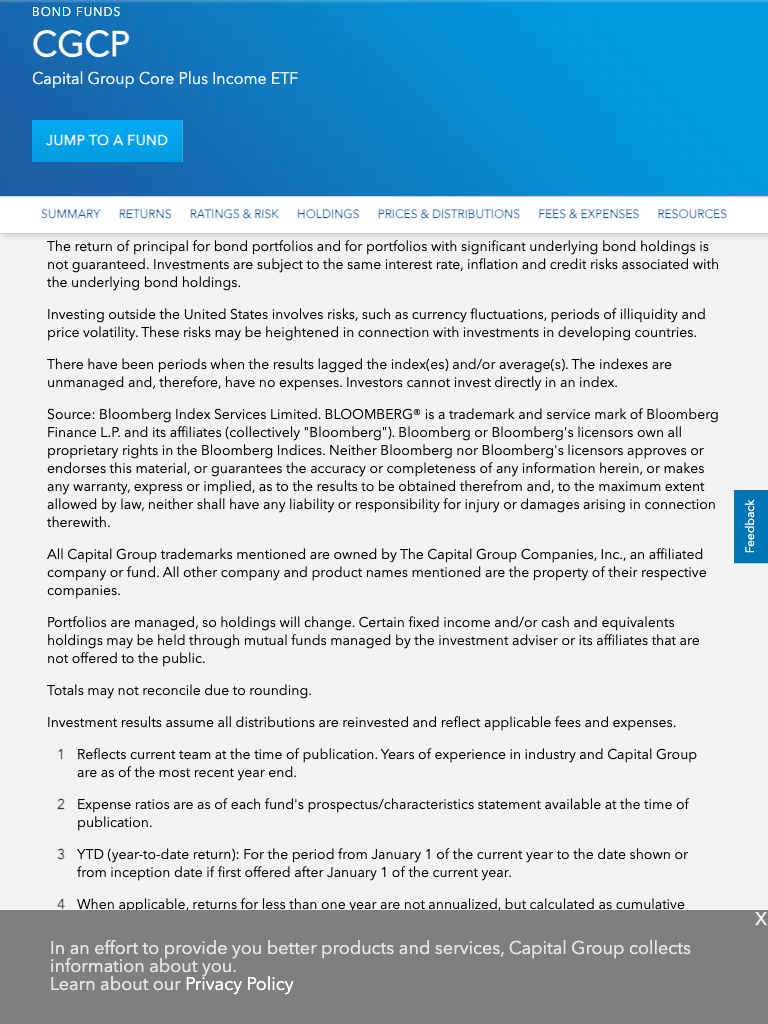 BOND FUNDS
CGCP
Capital Group Core Plus Income ETF
JUMP TO A FUND
SUMMARY RETURNS RATINGS & RISK HOLDINGS PRICES & DISTRIBUTIONS FEES & EXPENSES RESOURCES
The return of principal for bond portfolios and for portfolios with significant underlying bond holdings is
not guaranteed. Investments are subject to the same interest rate, inflation and credit risks associated with
the underlying bond holdings.
Investing outside the United States involves risks, such as currency fluctuations, periods of illiquidity and
price volatility. These risks may be heightened in connection with investments in developing countries.
There have been periods when the results lagged the index(es) and/or average(s). The indexes are
unmanaged and, therefore, have no expenses. Investors cannot invest directly in an index.
Source: Bloomberg Index Services Limited. BLOOMBERG® is a trademark and service mark of Bloomberg
Finance L.P. and its affiliates (collectively "Bloomberg"). Bloomberg or Bloomberg's licensors own all
proprietary rights in the Bloomberg Indices. Neither Bloomberg nor Bloomberg's licensors approves or
endorses this material, or guarantees the accuracy or completeness of any information herein, or makes
any warranty, express or implied, as to the results to be obtained therefrom and, to the maximum extent
allowed by law, neither shall have any liability or responsibility for injury or damages arising in connection
therewith.
Feedback
All Capital Group trademarks mentioned are owned by The Capital Group Companies, Inc., an affiliated
company or fund. All other company and product names mentioned are the property of their respective
companies.
Portfolios are managed, so holdings will change. Certain fixed income and/or cash and equivalents
holdings may be held through mutual funds managed by the investment adviser or its affiliates that are
not offered to the public.
Totals may not reconcile due to rounding.
Investment results assume all distributions are reinvested and reflect applicable fees and expenses.
1 Reflects current team at the time of publication. Years of experience in industry and Capital Group
are as of the most recent year end.
2 Expense ratios are as of each fund's prospectus/characteristics statement available at the time of
publication.
3 YTD (year-to-date return): For the period from January 1 of the current year to the date shown or
from inception date if first offered after January 1 of the current year.
4 When applicable, returns for less than one year are not annualized, but calculated as cumulative
X
In an effort to provide you better products and services, Capital Group collects
information about you.
Learn about our Privacy Policy